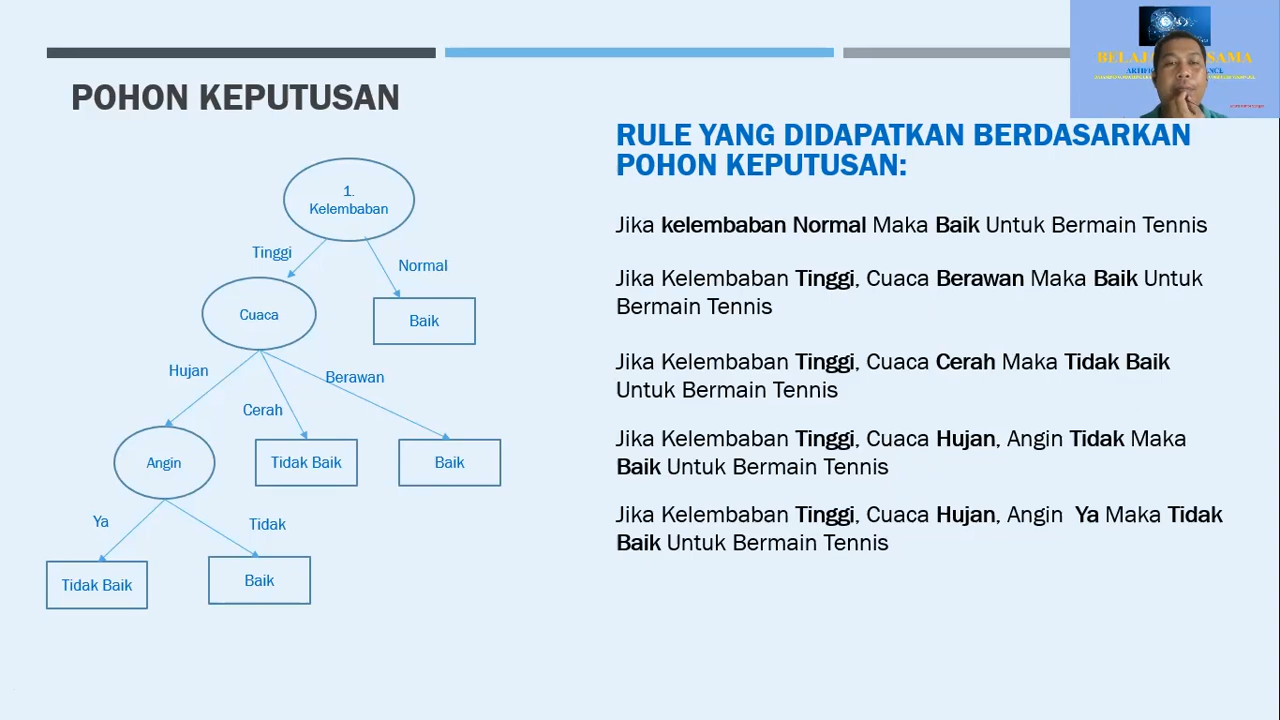 POHON KEPUTUSAN
1.
Kelembaban
Tinggi
Normal
Cuaca
Baik
Hujan
Berawan
Cerah
Angin
Tidak Baik
Baik
Ya
Tidak
Tidak Baik
Baik
RULE YANG DIDAPATKAN BERDASARKAN
POHON KEPUTUSAN:
Jika kelembaban Normal Maka Baik Untuk Bermain Tennis
Jika Kelembaban Tinggi, Cuaca Berawan Maka Baik Untuk
Bermain Tennis
Jika Kelembaban Tinggi, Cuaca Cerah Maka Tidak Baik
Untuk Bermain Tennis
Jika Kelembaban Tinggi, Cuaca Hujan, Angin Tidak Maka
Baik Untuk Bermain Tennis
Jika Kelembaban Tinggi, Cuaca Hujan, Angin  Ya Maka Tidak
Baik Untuk Bermain Tennis